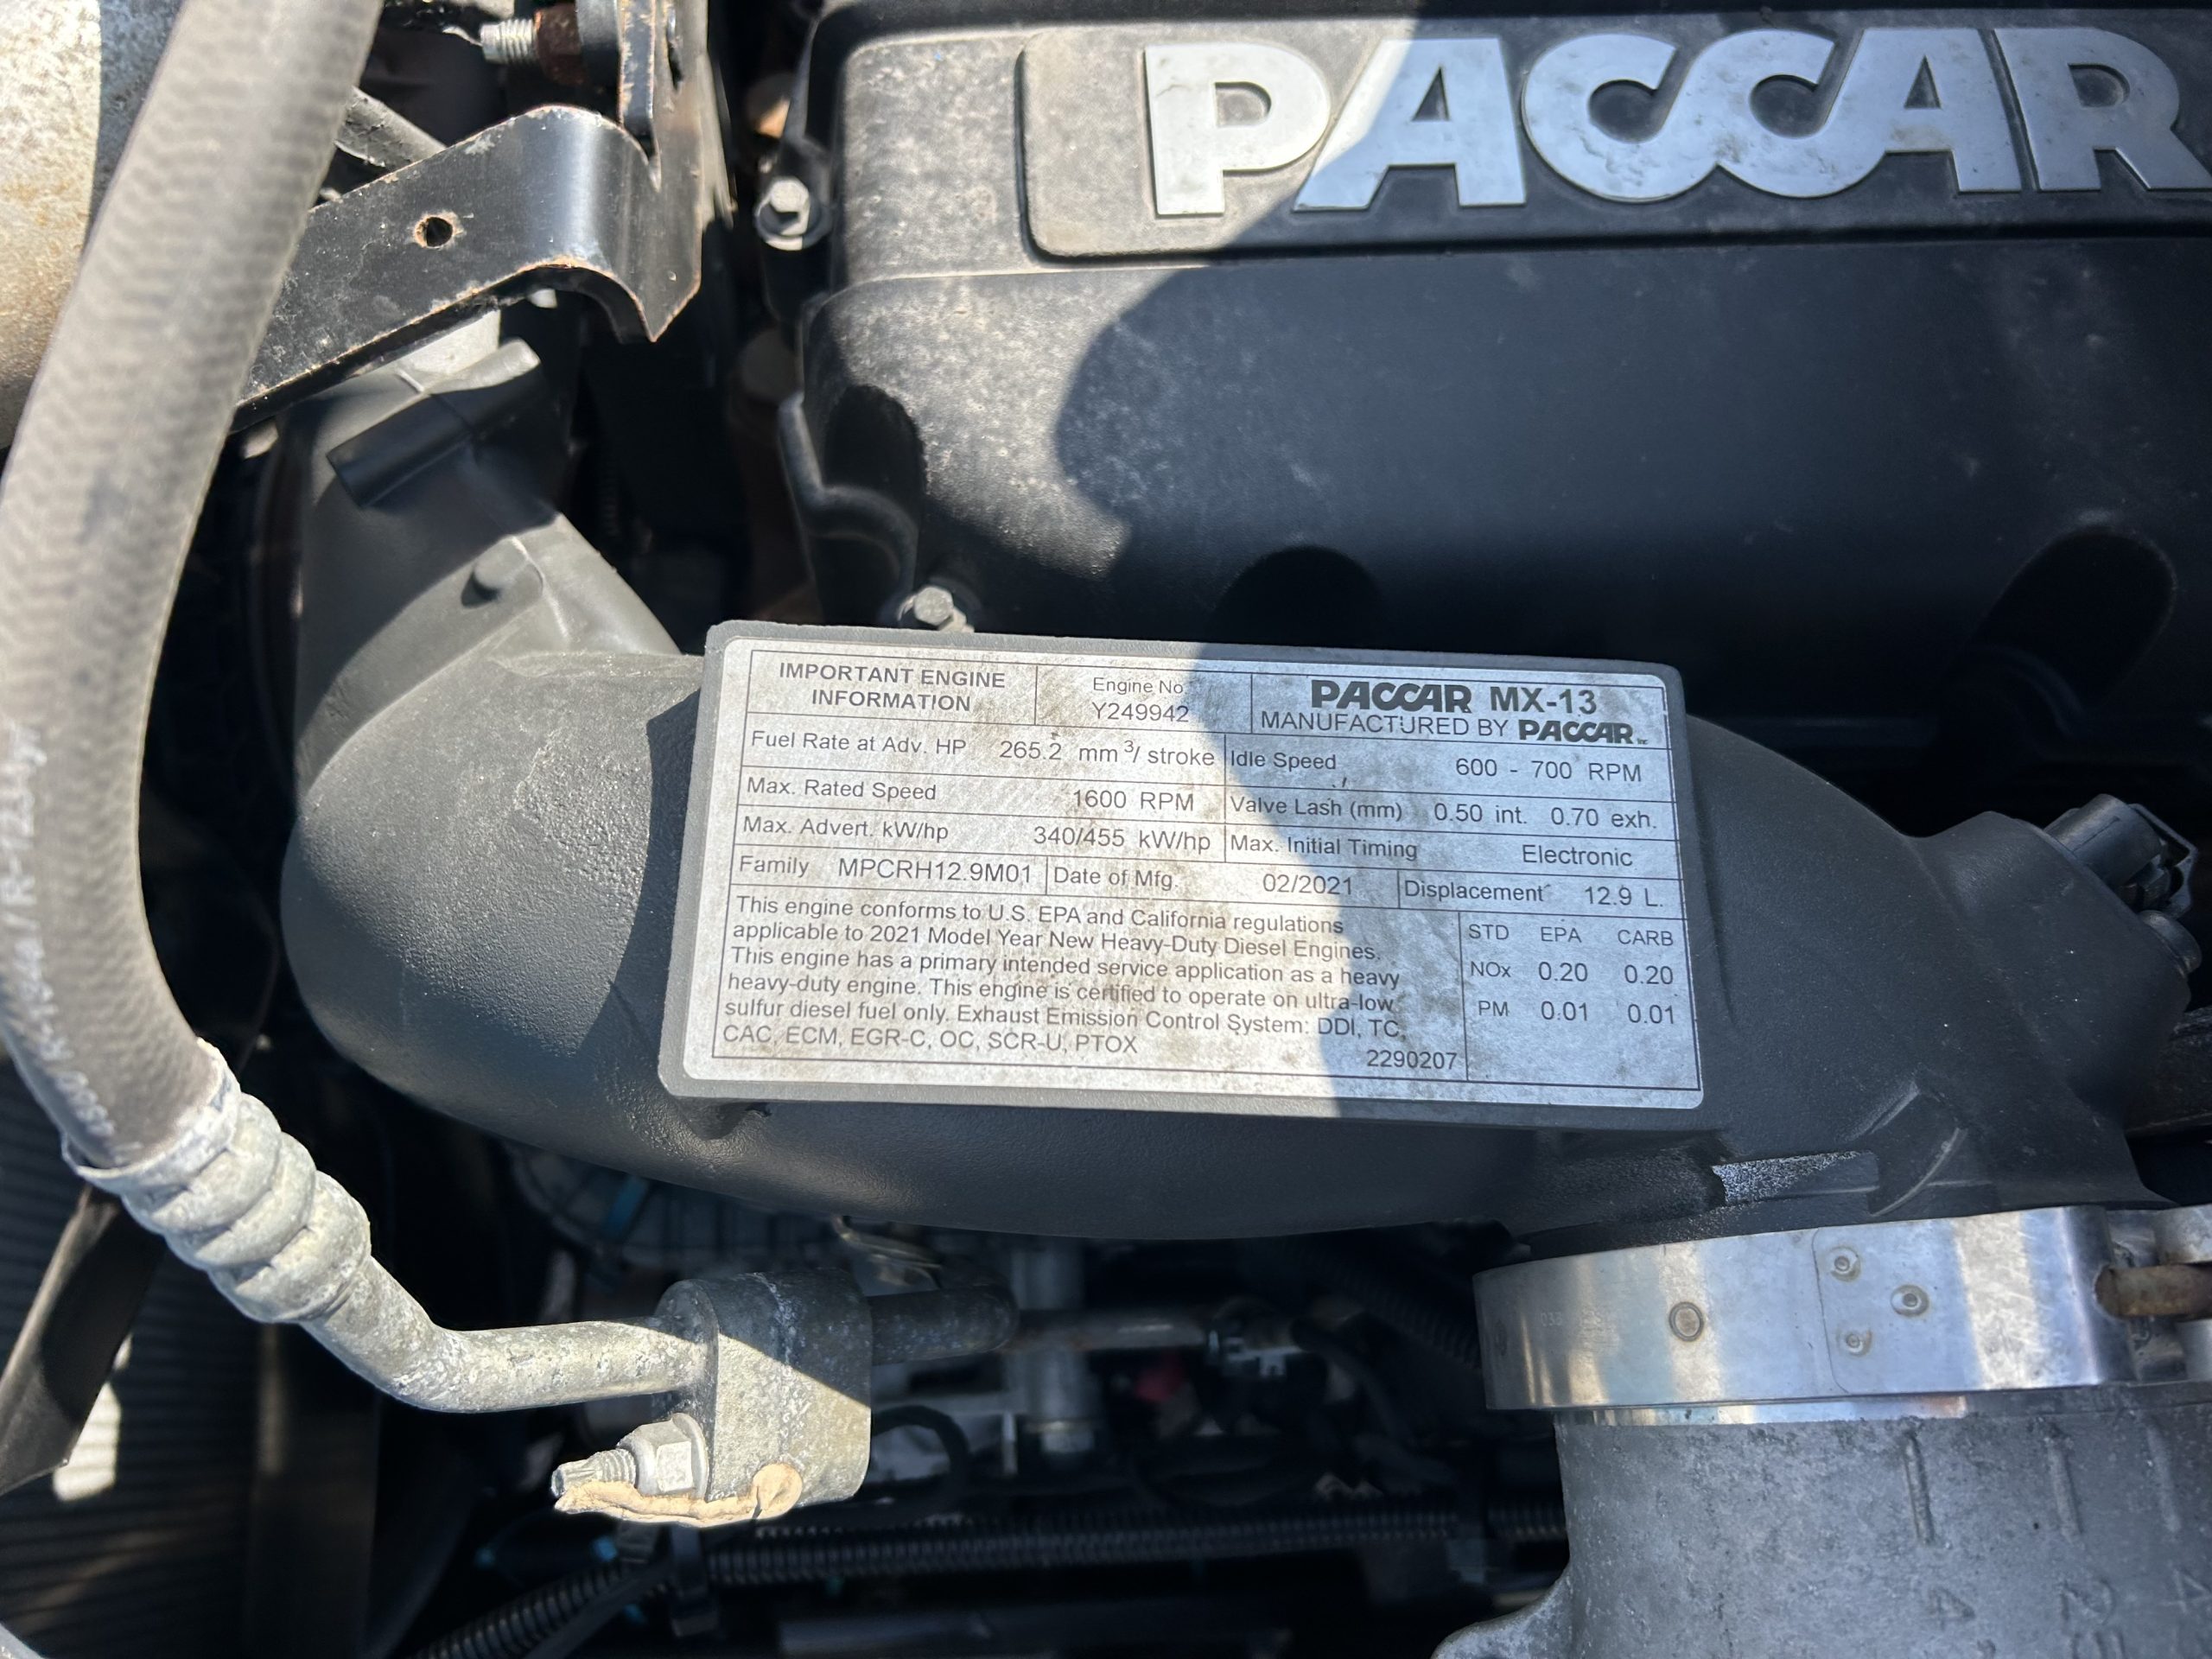 PACCAR
IMPORTANT ENGINE
INFORMATION
Engine No
Y249942
PACCAR MX-13
MANUFACTURED BY PACCAR Inc
Fuel Rate at Adv. HP 265.2 mm³/ stroke
Idle Speed 600 - 700 RPM
Max. Rated Speed 1600 RPM
Valve Lash (mm) 0.50 int. 0.70 exh.
Max. Advert. kW/hp 340/455 kW/hp
Max. Initial Timing Electronic
Family MPCRH12.9M01
Date of Mfg. 02/2021
Displacement 12.9 L.
This engine conforms to U.S. EPA and California regulations
applicable to 2021 Model Year New Heavy-Duty Diesel Engines.
This engine has a primary intended service application as a heavy
heavy-duty engine. This engine is certified to operate on ultra-low
sulfur diesel fuel only. Exhaust Emission Control System: DDI, TC,
CAC, ECM, EGR-C, OC, SCR-U, PTOX
2290207
STD EPA CARB
NOx 0.20 0.20
PM 0.01 0.01